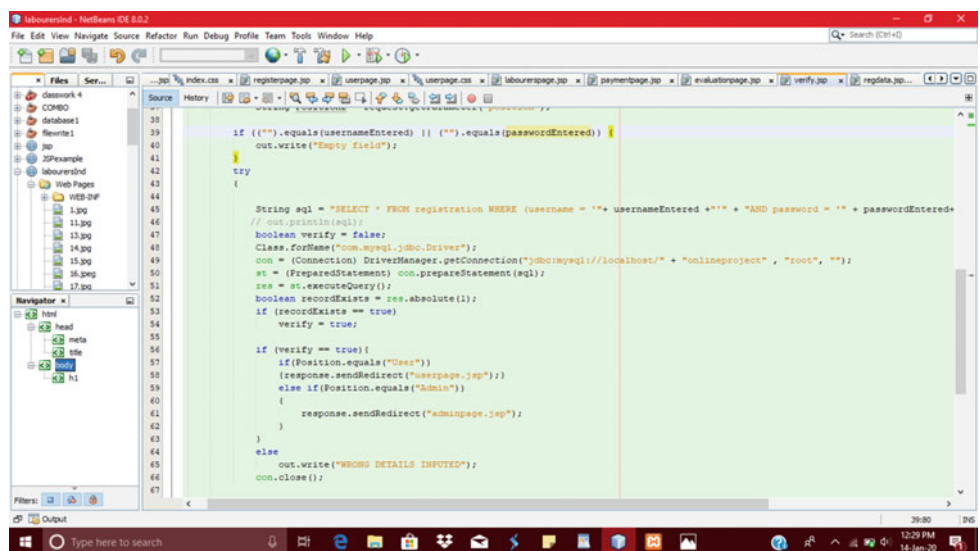 labourersInd - NetBeans IDE 8.0.2
File Edit View Navigate Source Refactor Run Debug Profile Team Tools Window Help
Search (Ctrl+I)
Files Ser...
...jsp index.css registerpage.jsp userpage.jsp userpage.css labourerspage.jsp paymentpage.jsp evaluationpage.jsp verify.jsp regdata.jsp...
Source History
classwork 4
COMBO
database1
filewrite1
jsp
JSPexample
labourersInd
Web Pages
WEB-INF
1.jpg
11.jpg
13.jpg
14.jpg
15.jpg
16.jpeg
17.jpg
Navigator
html
head
meta
title
body
h1
Filters:
38
39 if (("").equals(usernameEntered) || ("").equals(passwordEntered)) {
40 out.write("Empty field");
41 }
42 try
43 {
44
45 String sql = "SELECT * FROM registration WHERE (username = '"+ usernameEntered +"'" + "AND password = '" + passwordEntered+
46 // out.println(sql);
47 boolean verify = false;
48 Class.forName("com.mysql.jdbc.Driver");
49 con = (Connection) DriverManager.getConnection("jdbc:mysql://localhost/" + "onlineproject" , "root", "");
50 st = (PreparedStatement) con.prepareStatement(sql);
51 res = st.executeQuery();
52 boolean recordExists = res.absolute(1);
53 if (recordExists == true)
54 verify = true;
55
56 if (verify == true){
57 if(Position.equals("User"))
58 {response.sendRedirect("userpage.jsp");}
59 else if(Position.equals("Admin"))
60 {
61 response.sendRedirect("adminpage.jsp");
62 }
63 }
64 else
65 out.write("WRONG DETAILS INPUTED");
66 con.close();
67
Output
39:80 INS
Type here to search
12:29 PM
14-Jan-20